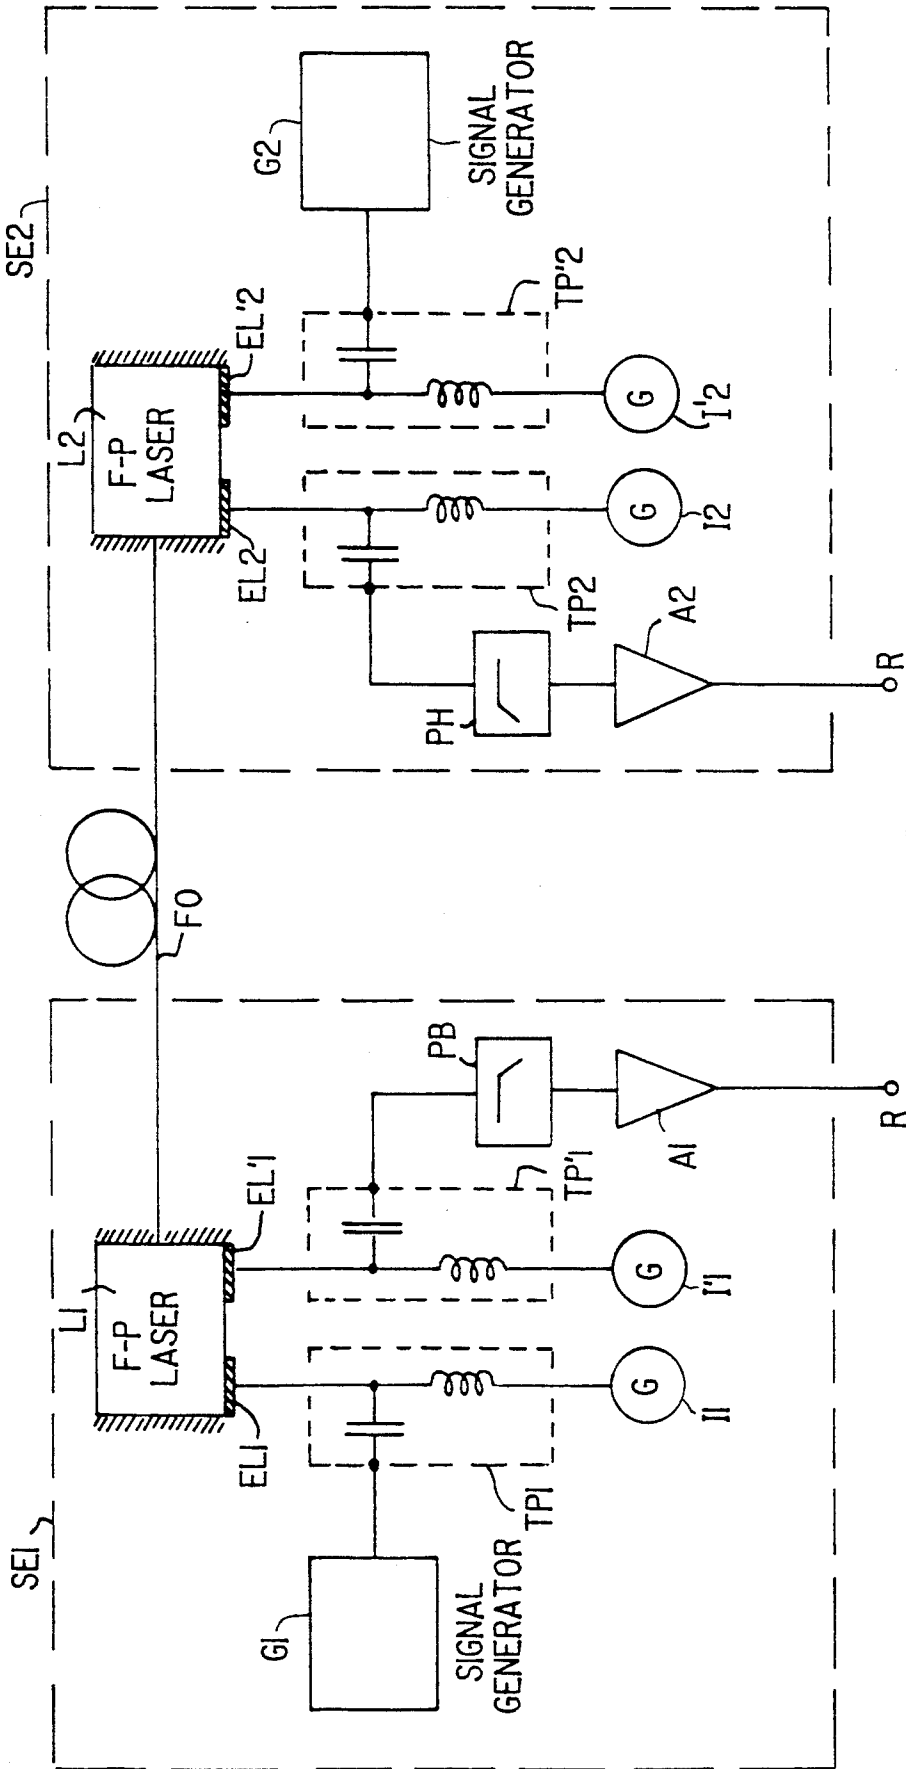 SE1
L1
F-P
LASER
EL1
EL'1
G1
SIGNAL
GENERATOR
TP1
TP'1
G
I1
G
I'1
PB
A1
R
FO
SE2
L2
F-P
LASER
EL2
EL'2
G2
SIGNAL
GENERATOR
TP2
TP'2
PH
A2
R
G
I2
G
I'2